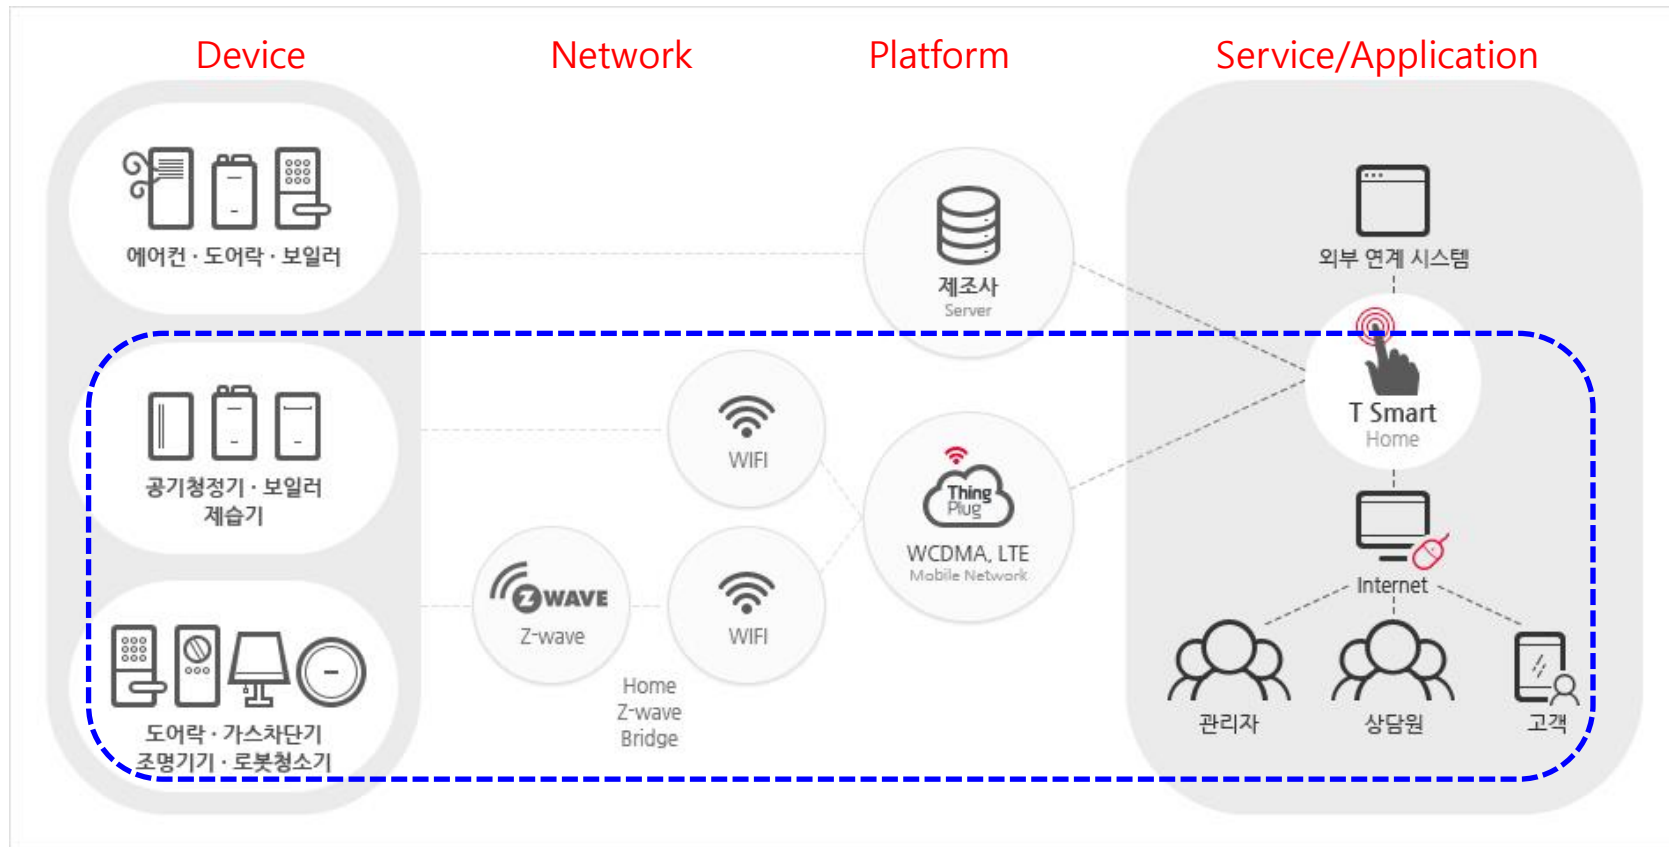 Device
Network
Platform
Service/Application
에어컨 · 도어락 · 보일러
제조사
Server
외부 연계 시스템
T Smart
Home
공기청정기 · 보일러
제습기
WIFI
Thing
Plug
WCDMA, LTE
Mobile Network
Internet
Z WAVE
Z-wave
WIFI
Home
Z-wave
Bridge
도어락 · 가스차단기
조명기기 · 로봇청소기
관리자
상담원
고객